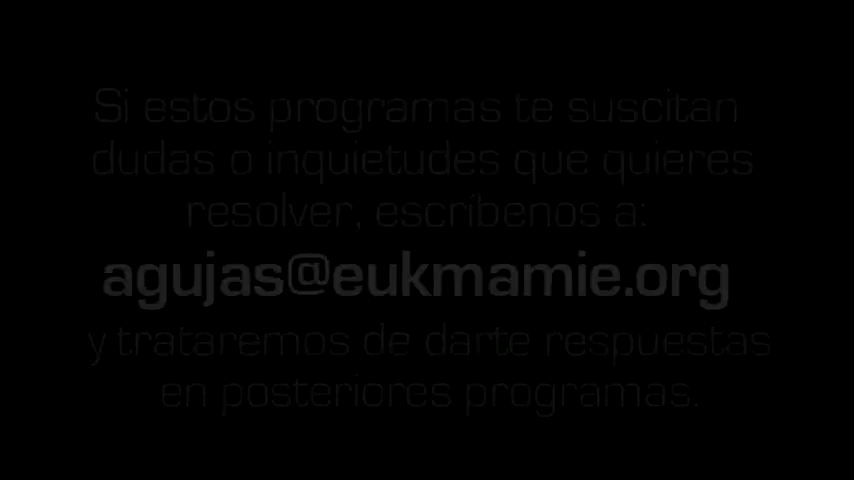 Si estos programas te suscitan
dudas o inquietudes que quieres
resolver, escríbenos a:
agujas@eukmamie.org
y trataremos de darte respuestas
en posteriores programas.